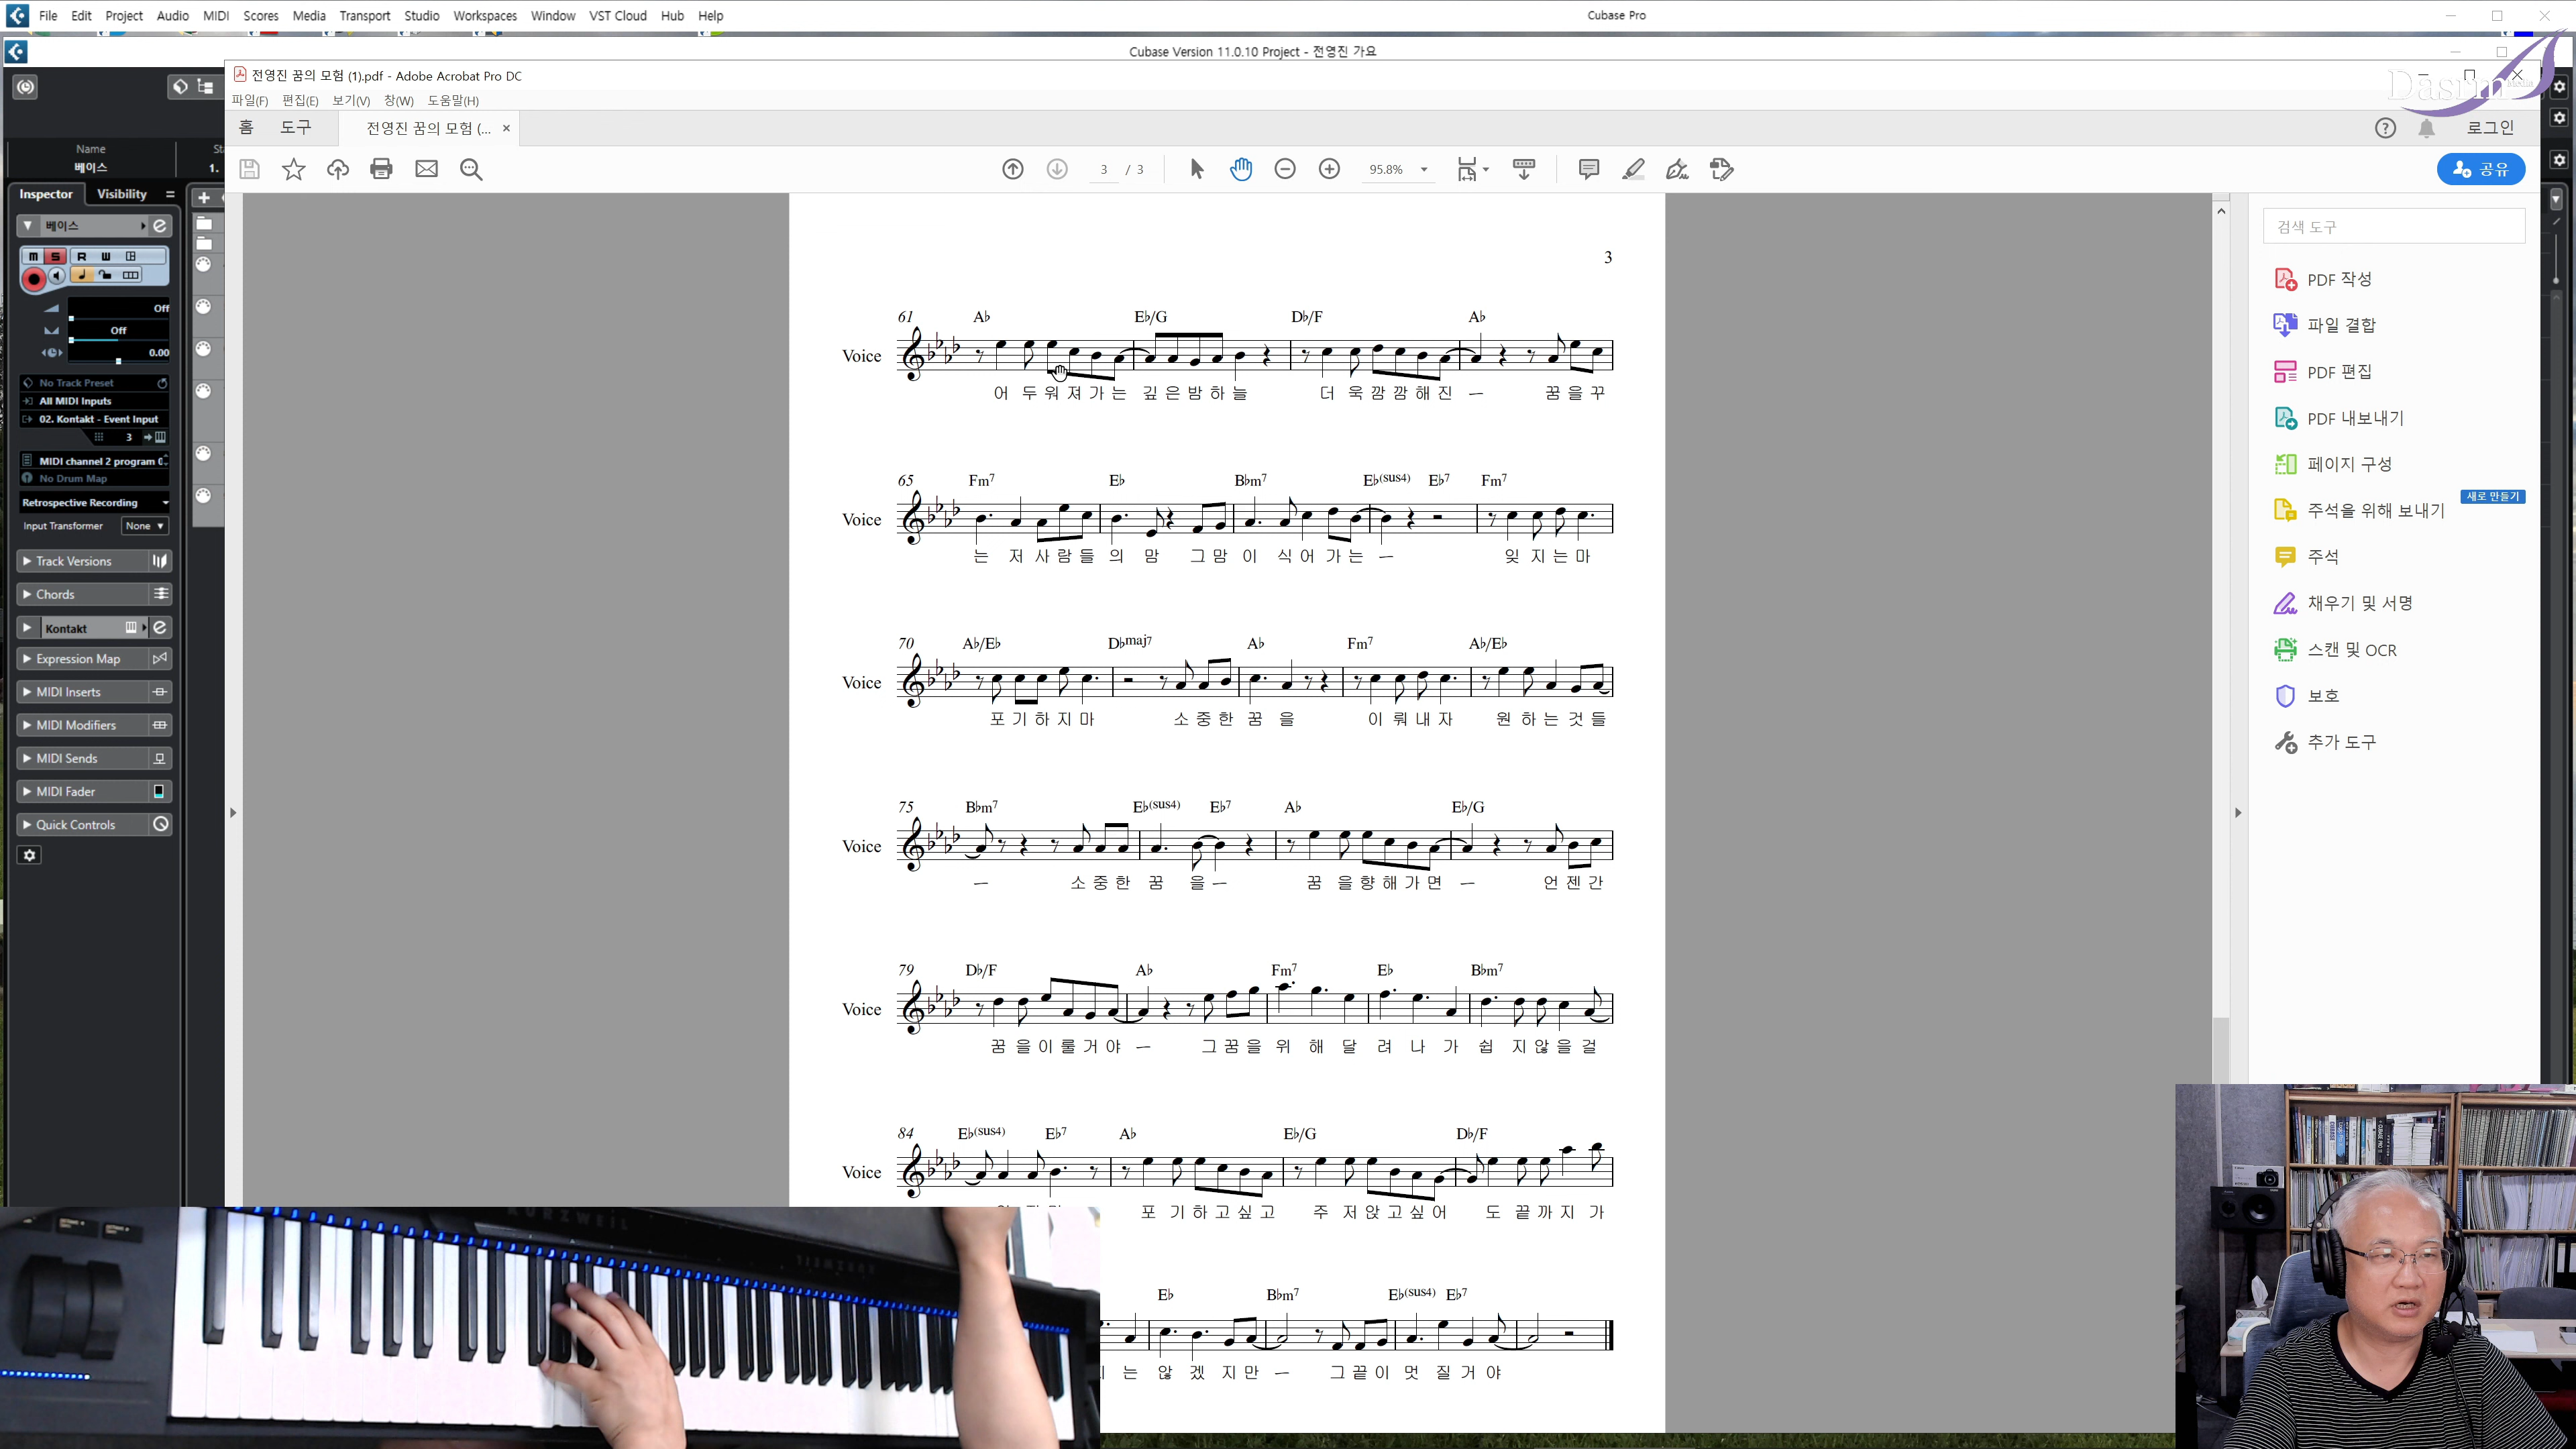 File Edit Project Audio MIDI Scores Media Transport Studio Workspaces Window VST Cloud Hub Help
Cubase Pro
Cubase Version 11.0.10 Project - 전영진 가요
전영진 꿈의 모험 (1).pdf - Adobe Acrobat Pro DC
파일(F) 편집(E) 보기(V) 창(W) 도움말(H)
홈 도구 전영진 꿈의 모험 (... ×
로그인
3 / 3
95.8%
공유
Name
베이스
1.
Inspector Visibility
베이스
M S R W
Off
Off
0.00
No Track Preset
All MIDI Inputs
02. Kontakt - Event Input
3
MIDI channel 2 program
No Drum Map
Retrospective Recording
Input Transformer None
Track Versions
Chords
Kontakt
Expression Map
MIDI Inserts
MIDI Modifiers
MIDI Sends
MIDI Fader
Quick Controls
3
61 A♭ E♭/G D♭/F A♭
Voice
어 두 워 져 가 는 깊 은 밤 하 늘 더 욱 깜 깜 해 진 ー 꿈 을 꾸
65 Fm7 E♭ B♭m7 E♭(sus4) E♭7 Fm7
Voice
는 저 사 람 들 의 맘 그 맘 이 식 어 가 는 ー 잊 지 는 마
70 A♭/E♭ D♭maj7 A♭ Fm7 A♭/E♭
Voice
포 기 하 지 마 소 중 한 꿈 을 이 뤄 내 자 원 하 는 것 들
75 B♭m7 E♭(sus4) E♭7 A♭ E♭/G
Voice
ー 소 중 한 꿈 을 ー 꿈 을 향 해 가 면 ー 언 젠 간
79 D♭/F A♭ Fm7 E♭ B♭m7
Voice
꿈 을 이 룰 거 야 ー 그 꿈 을 위 해 달 려 나 가 쉽 지 않 을 걸
84 E♭(sus4) E♭7 A♭ E♭/G D♭/F
Voice
포 기 하 고 싶 고 주 저 앉 고 싶 어 도 끝 까 지 가
E♭ B♭m7 E♭(sus4) E♭7
는 않 겠 지 만 ー 그 끝 이 멋 질 거 야
검색 도구
PDF 작성
파일 결합
PDF 편집
PDF 내보내기
페이지 구성
새로 만들기
주석을 위해 보내기
주석
채우기 및 서명
스캔 및 OCR
보호
추가 도구
KURZWEIL